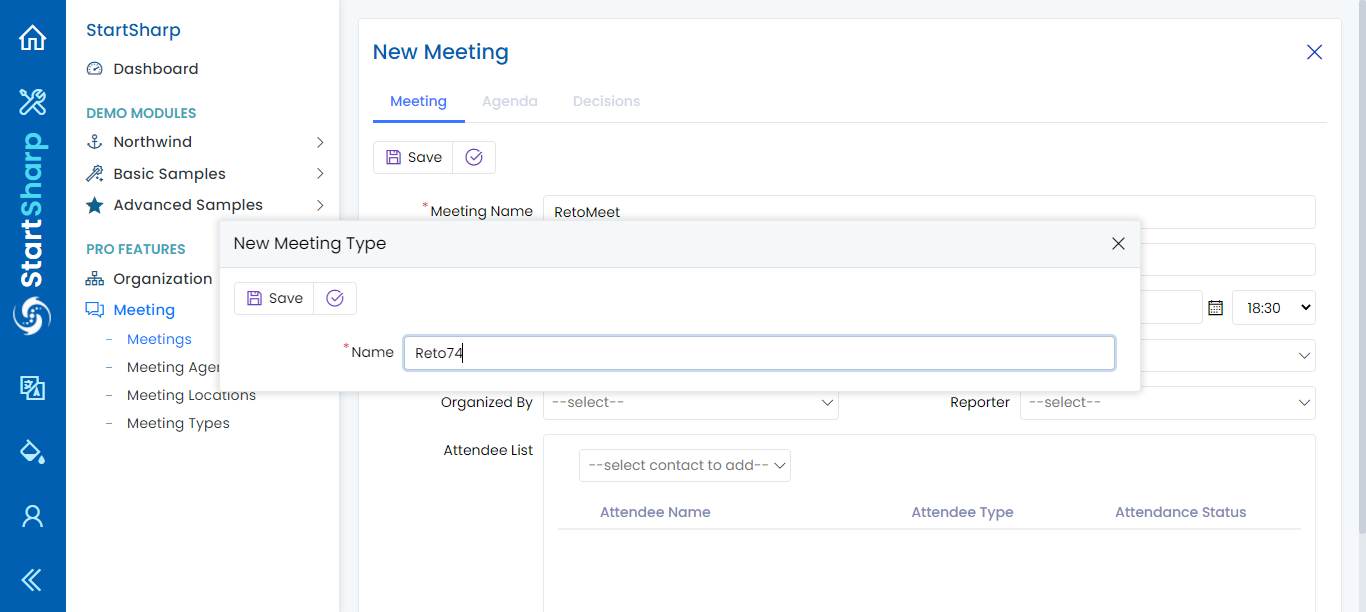 StartSharp
StartSharp
Dashboard
DEMO MODULES
Northwind
Basic Samples
Advanced Samples
PRO FEATURES
Organization
Meeting
Meetings
Meeting Agen
Meeting Locations
Meeting Types
New Meeting
Meeting Agenda Decisions
Save
*Meeting Name RetoMeet
18:30
New Meeting Type
Save
*Name Reto74
Organized By --select-- Reporter --select--
Attendee List
--select contact to add--
Attendee Name Attendee Type Attendance Status